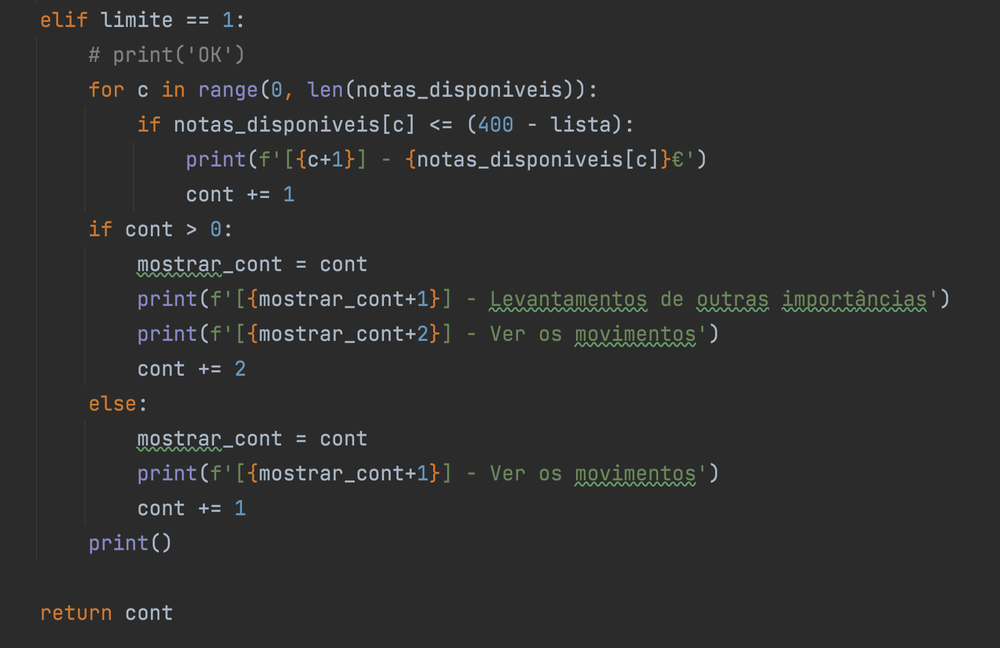 elif limite == 1:
# print('OK')
for c in range(0, len(notas_disponiveis)):
if notas_disponiveis[c] <= (400 - lista):
print(f'[{c+1}] - {notas_disponiveis[c]}€')
cont += 1
if cont > 0:
mostrar_cont = cont
print(f'[{mostrar_cont+1}] - Levantamentos de outras importâncias')
print(f'[{mostrar_cont+2}] - Ver os movimentos')
cont += 2
else:
mostrar_cont = cont
print(f'[{mostrar_cont+1}] - Ver os movimentos')
cont += 1
print()
return cont